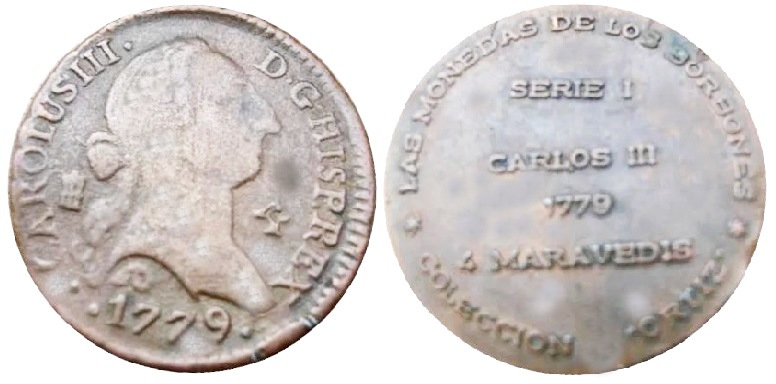 CAROLUS III · D·G·HISP·REX
·1779·
LAS MONEDAS DE LOS BORBONES
SERIE I
CARLOS III
1779
4 MARAVEDIS
* COLECCION "ORTIZ" *